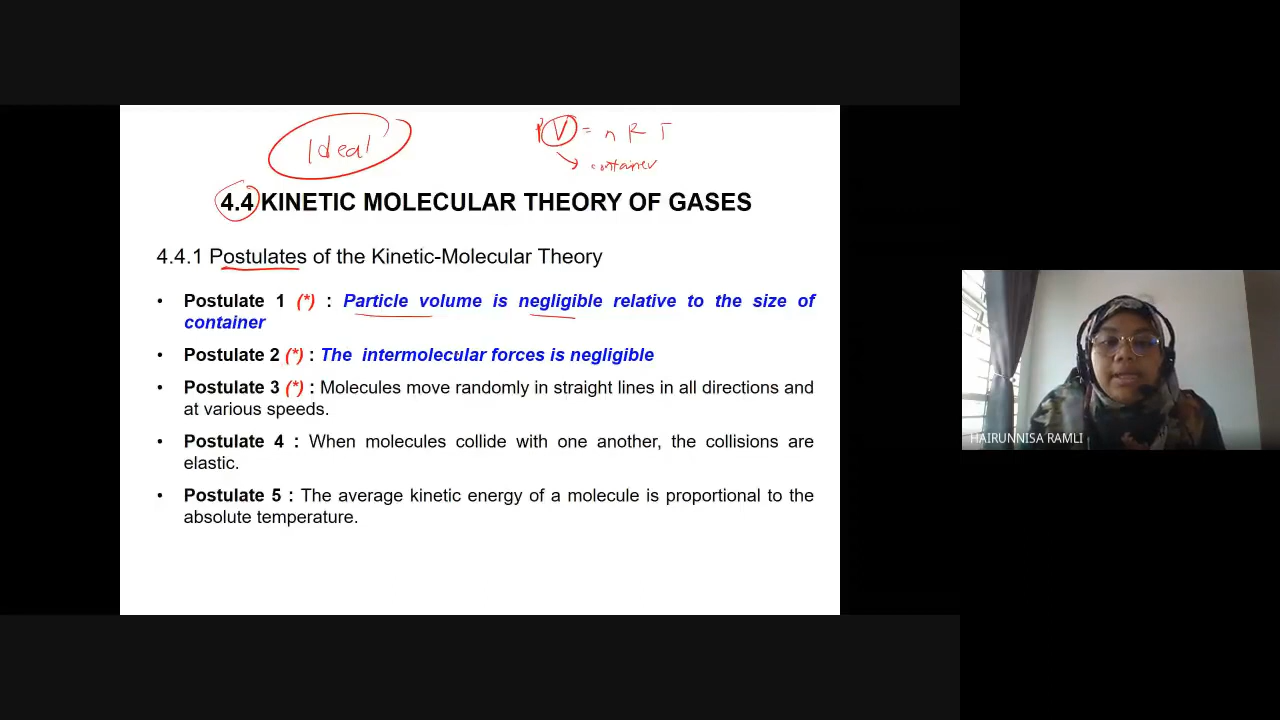 Ideal
PV = n R T
container
4.4 KINETIC MOLECULAR THEORY OF GASES
4.4.1 Postulates of the Kinetic-Molecular Theory
• Postulate 1 (*) : Particle volume is negligible relative to the size of
container
• Postulate 2 (*) : The intermolecular forces is negligible
• Postulate 3 (*) : Molecules move randomly in straight lines in all directions and
at various speeds.
• Postulate 4 : When molecules collide with one another, the collisions are
elastic.
• Postulate 5 : The average kinetic energy of a molecule is proportional to the
absolute temperature.
HAIRUNNISA RAMLI